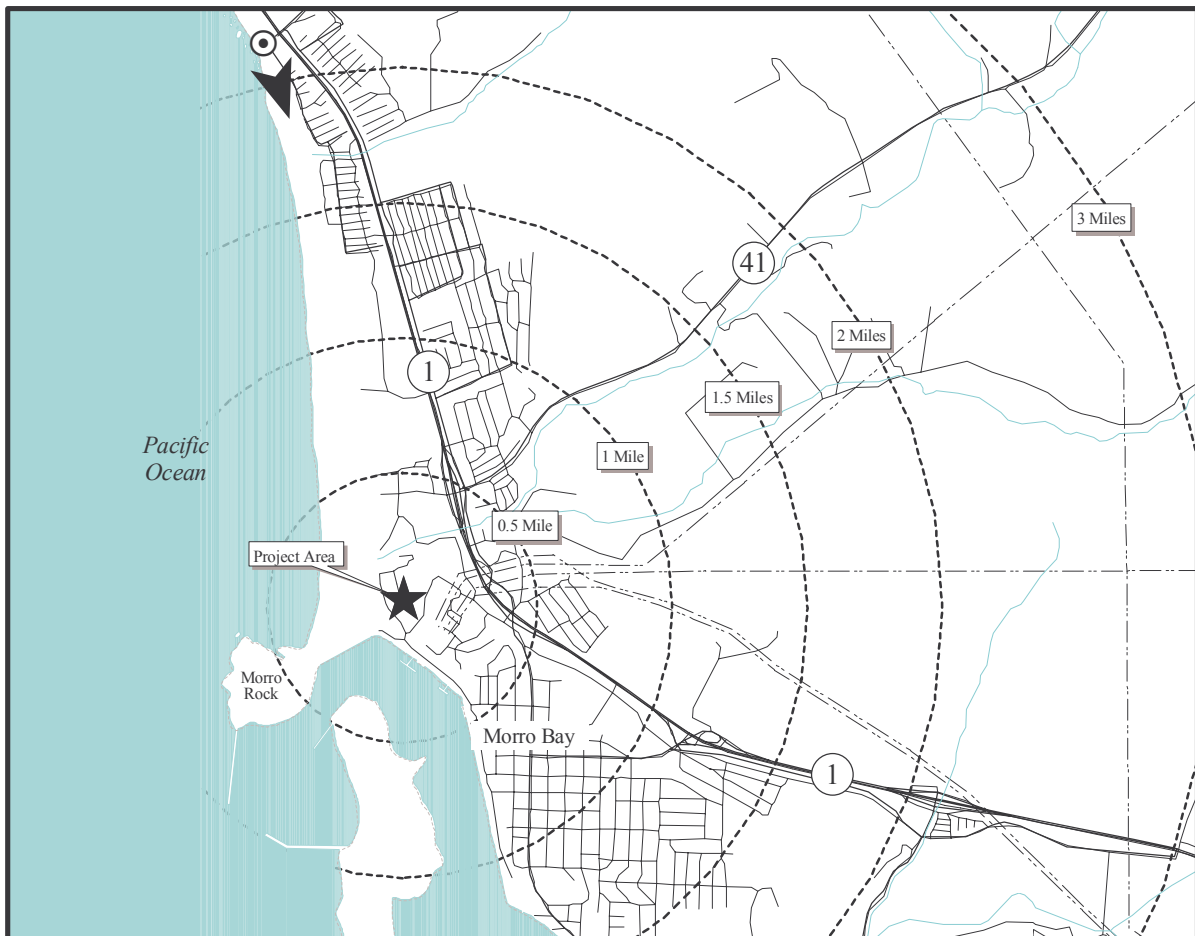 3 Miles
41
2 Miles
1
1.5 Miles
Pacific
Ocean
1 Mile
0.5 Mile
Project Area
Morro
Rock
Morro Bay
1